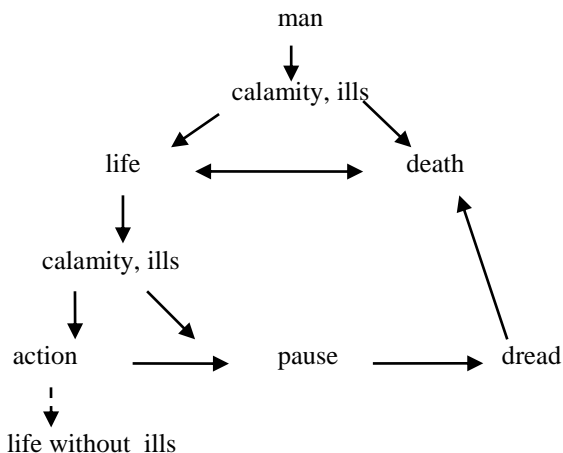 man
calamity, ills
life death
calamity, ills
action pause dread
life without ills